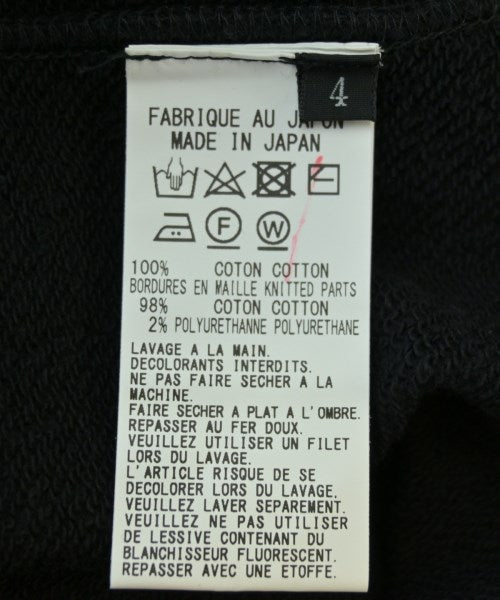 4
FABRIQUE AU JAPON
MADE IN JAPAN
F W
100% COTON COTTON
BORDURES EN MAILLE KNITTED PARTS
98% COTON COTTON
2% POLYURETHANNE POLYURETHANE
LAVAGE A LA MAIN.
DECOLORANTS INTERDITS.
NE PAS FAIRE SECHER A LA
MACHINE.
FAIRE SECHER A PLAT A L'OMBRE.
REPASSER AU FER DOUX.
VEUILLEZ UTILISER UN FILET
LORS DU LAVAGE.
L'ARTICLE RISQUE DE SE
DECOLORER LORS DU LAVAGE,
VEUILLEZ LAVER SEPAREMENT.
VEUILLEZ NE PAS UTILISER
DE LESSIVE CONTENANT DU
BLANCHISSEUR FLUORESCENT.
REPASSER AVEC UNE ETOFFE.